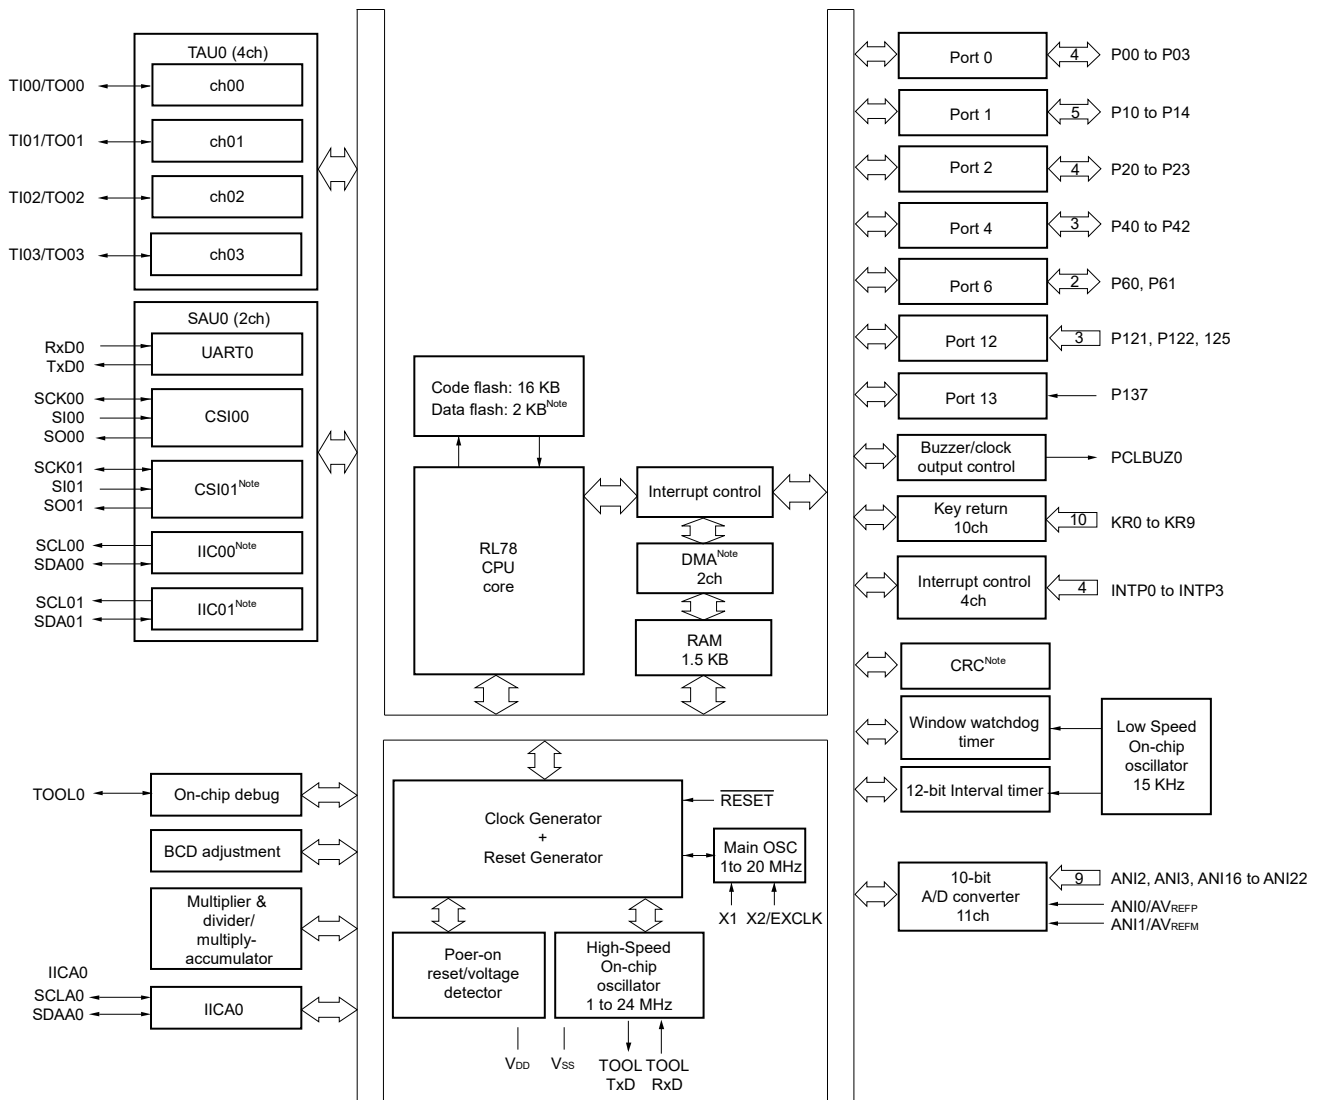 TAU0 (4ch)
TI00/TO00
ch00
TI01/TO01
ch01
TI02/TO02
ch02
TI03/TO03
ch03
SAU0 (2ch)
RxD0
TxD0
UART0
SCK00
SI00
SO00
CSI00
SCK01
SI01
SO01
CSI01Note
SCL00
SDA00
IIC00Note
SCL01
SDA01
IIC01Note
TOOL0
On-chip debug
BCD adjustment
Multiplier &
divider/
multiply-
accumulator
IICA0
SCLA0
SDAA0
IICA0
Code flash: 16 KB
Data flash: 2 KBNote
RL78
CPU
core
Interrupt control
DMANote
2ch
RAM
1.5 KB
Clock Generator
+
Reset Generator
RESET
Main OSC
1to 20 MHz
X1 X2/EXCLK
Poer-on
reset/voltage
detector
High-Speed
On-chip
oscillator
1 to 24 MHz
VDD
VSS
TOOL
TxD
TOOL
RxD
Port 0
4
P00 to P03
Port 1
5
P10 to P14
Port 2
4
P20 to P23
Port 4
3
P40 to P42
Port 6
2
P60, P61
Port 12
3
P121, P122, 125
Port 13
P137
Buzzer/clock
output control
PCLBUZ0
Key return
10ch
10
KR0 to KR9
Interrupt control
4ch
4
INTP0 to INTP3
CRCNote
Window watchdog
timer
12-bit Interval timer
Low Speed
On-chip
oscillator
15 KHz
10-bit
A/D converter
11ch
9
ANI2, ANI3, ANI16 to ANI22
ANI0/AVREFP
ANI1/AVREFM